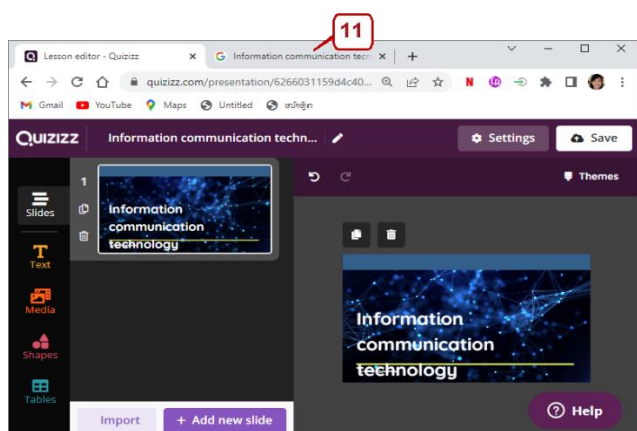 11
Lesson editor - Quizizz
Information communication tech
quizizz.com/presentation/6266031159d4c40...
Gmail YouTube Maps Untitled
Quizizz Information communication techn... Settings Save
1
Slides
Text
Media
Shapes
Tables
Information
communication
technology
Import + Add new slide
Themes
Information
communication
technology
Help